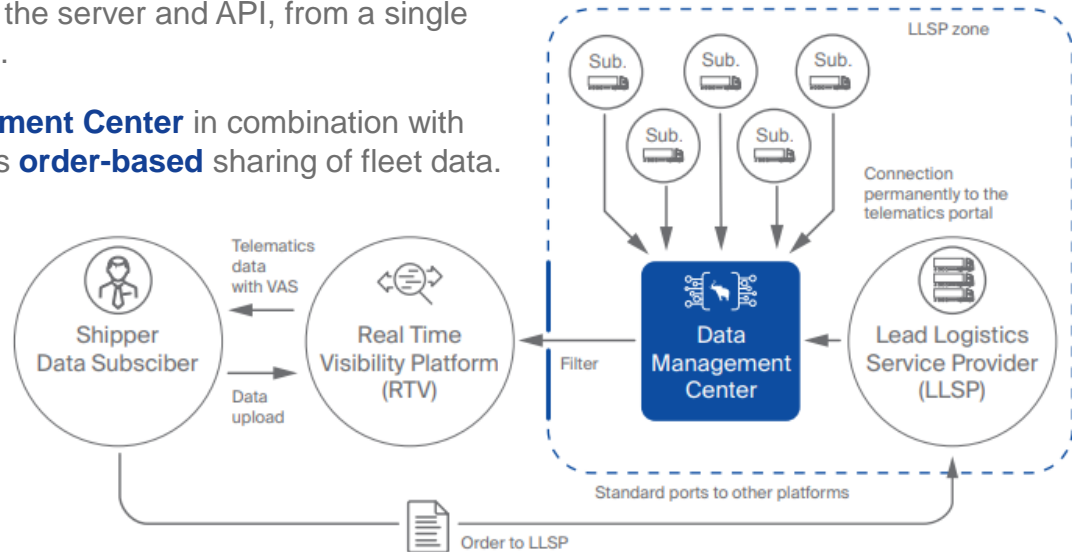 the server and API, from a single
.
ment Center in combination with
s order-based sharing of fleet data.
LLSP zone
Sub.
Sub.
Sub.
Sub.
Sub.
Connection
permanently to the
telematics portal
Telematics
data
with VAS
Shipper
Data Subsciber
Data
upload
Real Time
Visibility Platform
(RTV)
Filter
Data
Management
Center
Lead Logistics
Service Provider
(LLSP)
Standard ports to other platforms
Order to LLSP